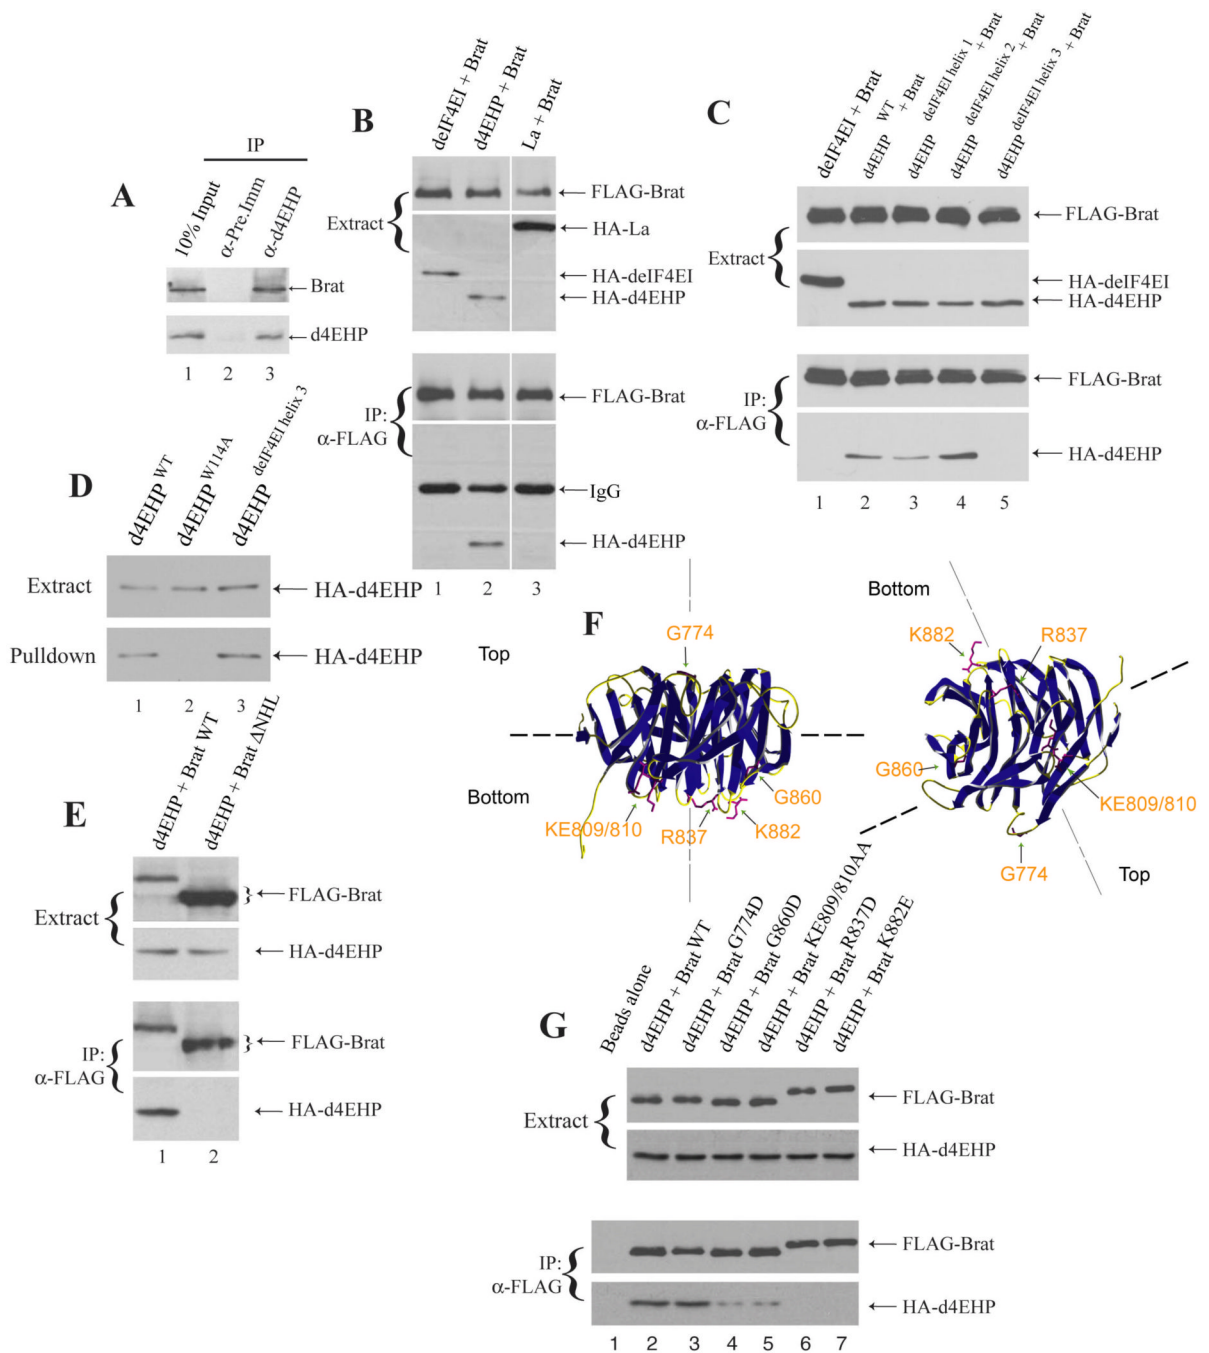 A
IP
10% Input
α-Pre.Imm
α-d4EHP
Brat
d4EHP
1 2 3
B
deIF4EI + Brat
d4EHP + Brat
La + Brat
Extract
FLAG-Brat
HA-La
HA-deIF4EI
HA-d4EHP
IP:
α-FLAG
FLAG-Brat
IgG
HA-d4EHP
1 2 3
C
deIF4EI + Brat
d4EHP WT + Brat
d4EHP deIF4EI helix 1 + Brat
d4EHP deIF4EI helix 2 + Brat
d4EHP deIF4EI helix 3 + Brat
Extract
FLAG-Brat
HA-deIF4EI
HA-d4EHP
IP:
α-FLAG
FLAG-Brat
HA-d4EHP
1 2 3 4 5
D
d4EHP WT
d4EHP W114A
d4EHP deIF4EI helix 3
Extract
HA-d4EHP
Pulldown
HA-d4EHP
1 2 3
E
d4EHP + Brat WT
d4EHP + Brat ΔNHL
Extract
FLAG-Brat
HA-d4EHP
IP:
α-FLAG
FLAG-Brat
HA-d4EHP
1 2
F
Top
G774
Bottom
KE809/810
R837
K882
G860
Bottom
K882
R837
G860
KE809/810
G774
Top
G
Beads alone
d4EHP + Brat WT
d4EHP + Brat G774D
d4EHP + Brat G860D
d4EHP + Brat KE809/810AA
d4EHP + Brat R837D
d4EHP + Brat K882E
Extract
FLAG-Brat
HA-d4EHP
IP:
α-FLAG
FLAG-Brat
HA-d4EHP
1 2 3 4 5 6 7